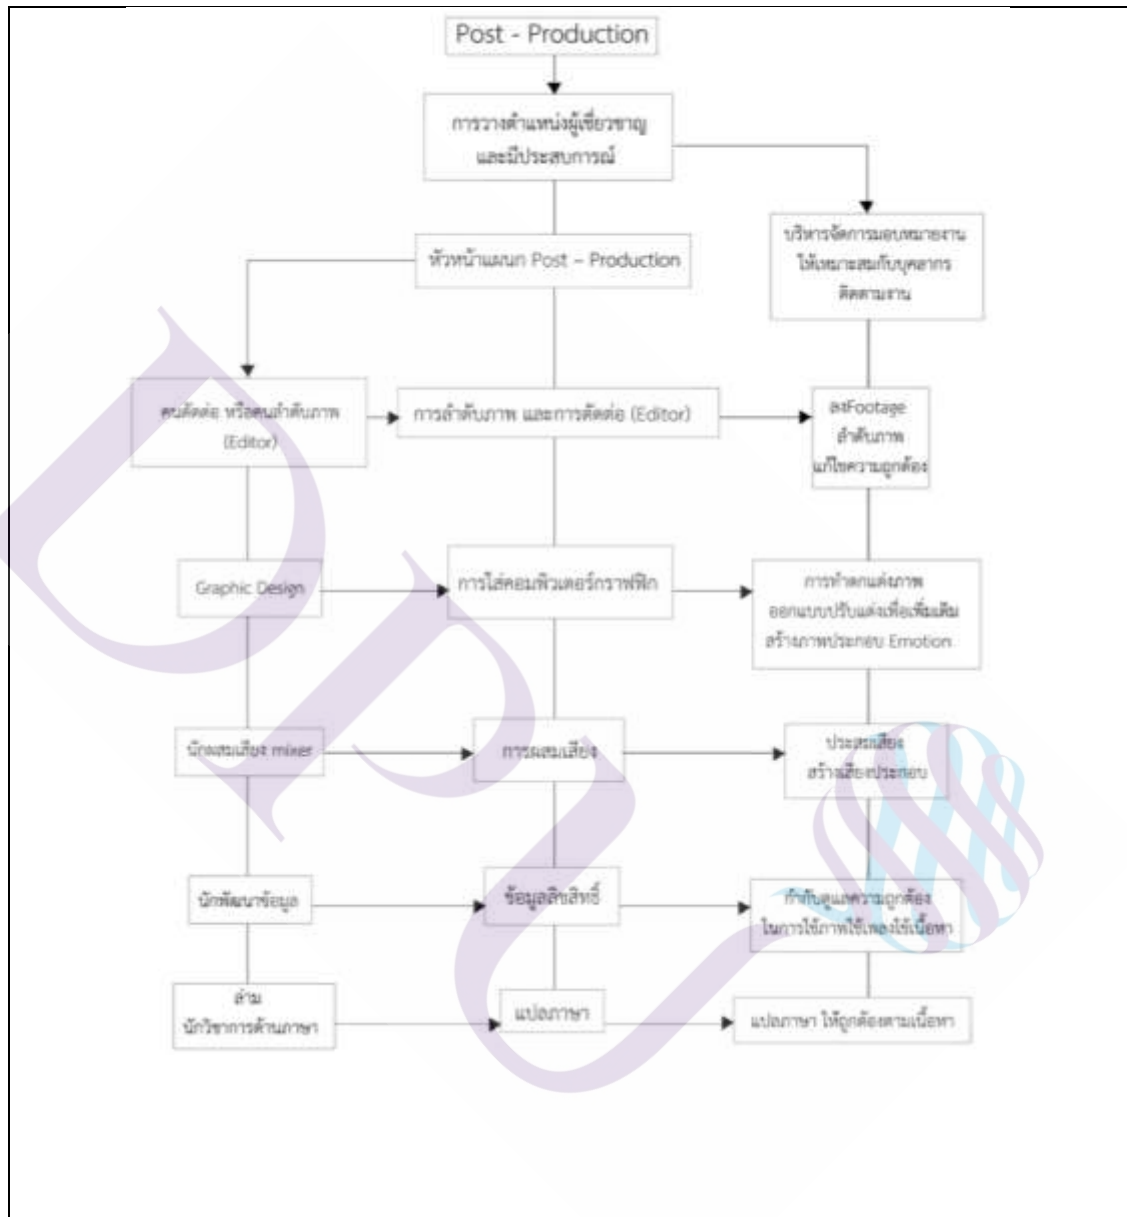 Post - Production
การวางตำแหน่งผู้เชี่ยวชาญ
และมีประสบการณ์
บริหารจัดการมอบหมายงาน
ให้เหมาะสมกับบุคลากร
ติดตามงาน
หัวหน้าแผนก Post – Production
คนตัดต่อ หรือคนลำดับภาพ
(Editor)
การลำดับภาพ และการตัดต่อ (Editor)
ลงFootage
ลำดับภาพ
แก้ไขความถูกต้อง
Graphic Design
การใส่คอมพิวเตอร์กราฟฟิก
การทำตกแต่งภาพ
ออกแบบปรับแต่งเพื่อเพิ่มเติม
สร้างภาพประกอบ Emotion
นักผสมเสียง mixer
การผสมเสียง
ประสมเสียง
สร้างเสียงประกอบ
นักพัฒนาข้อมูล
ข้อมูลลิขสิทธิ์
กำกับดูแลความถูกต้อง
ในการใช้ภาพใช้เพลงใช้เนื้อหา
ล่าม
นักวิชาการด้านภาษา
แปลภาษา
แปลภาษา ให้ถูกต้องตามเนื้อหา
DPU